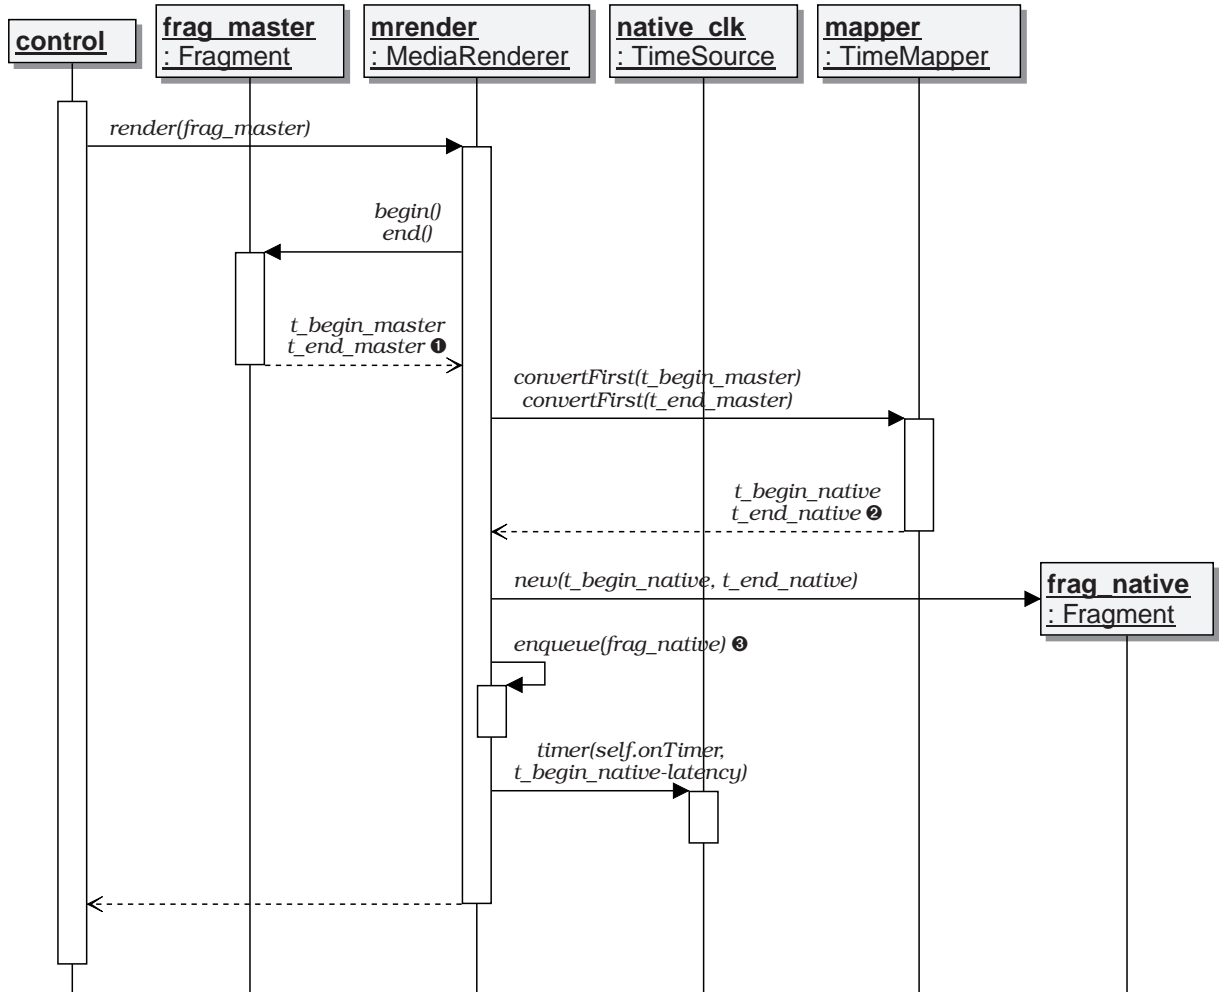 control
frag_master
: Fragment
mrender
: MediaRenderer
native_clk
: TimeSource
mapper
: TimeMapper
render(frag_master)
begin()
end()
t_begin_master
t_end_master ❶
convertFirst(t_begin_master)
convertFirst(t_end_master)
t_begin_native
t_end_native ❷
new(t_begin_native, t_end_native)
frag_native
: Fragment
enqueue(frag_native) ❸
timer(self.onTimer,
t_begin_native-latency)